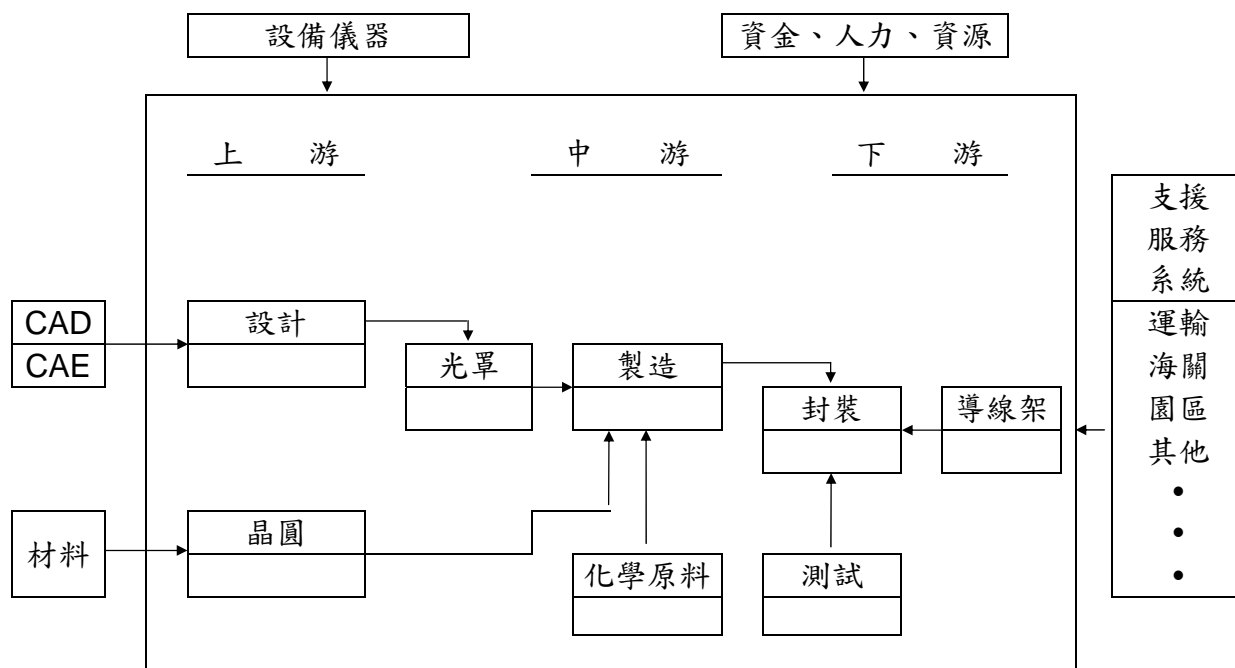 設備儀器
資金、人力、資源
上 游
中 游
下 游
支援
服務
系統
運輸
海關
園區
其他
•
•
•
CAD
CAE
設計
光罩
製造
封裝
導線架
材料
晶圓
化學原料
測試